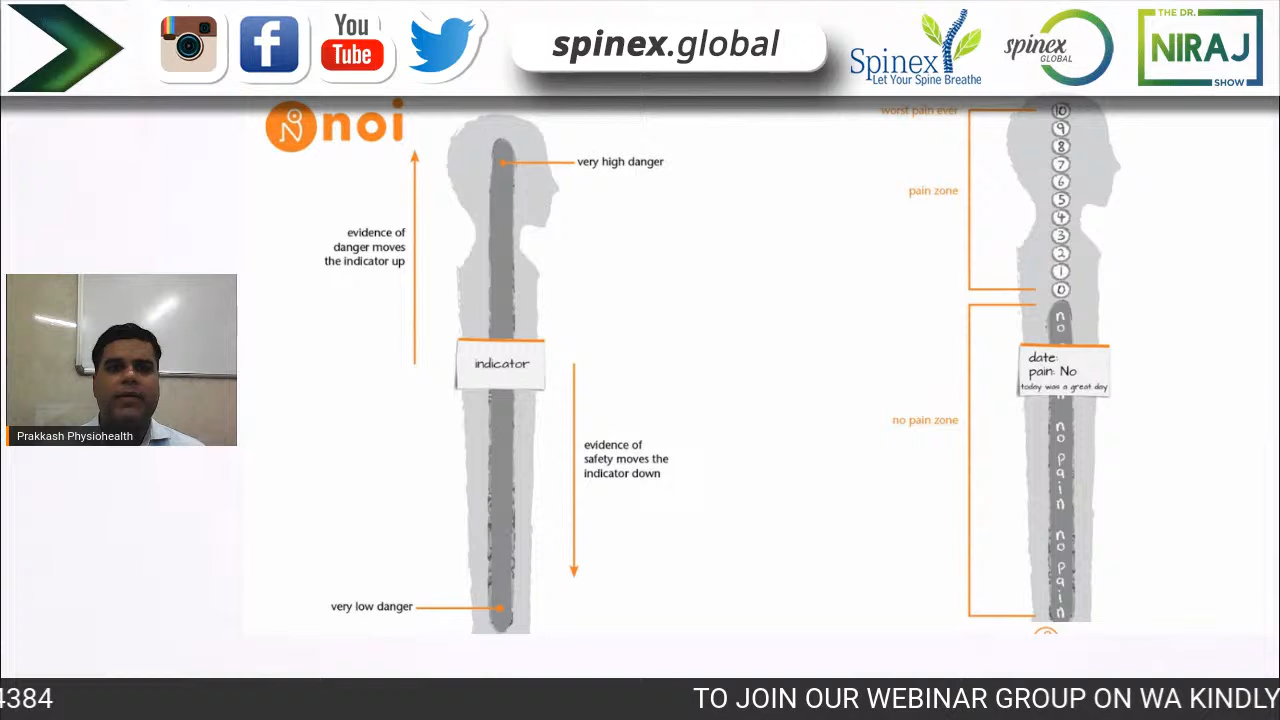 You
Tube
spinex.global
Spinex
Let Your Spine Breathe
spinex
GLOBAL
THE DR.
NIRAJ
SHOW
noi
very high danger
evidence of
danger moves
the indicator up
indicator
evidence of
safety moves the
indicator down
very low danger
worst pain ever
pain zone
10
9
8
7
6
5
4
3
2
1
0
no
date:
pain: No
today was a great day
no pain zone
n
no pain
no pain
Prakkash Physiohealth
4384
TO JOIN OUR WEBINAR GROUP ON WA KINDLY